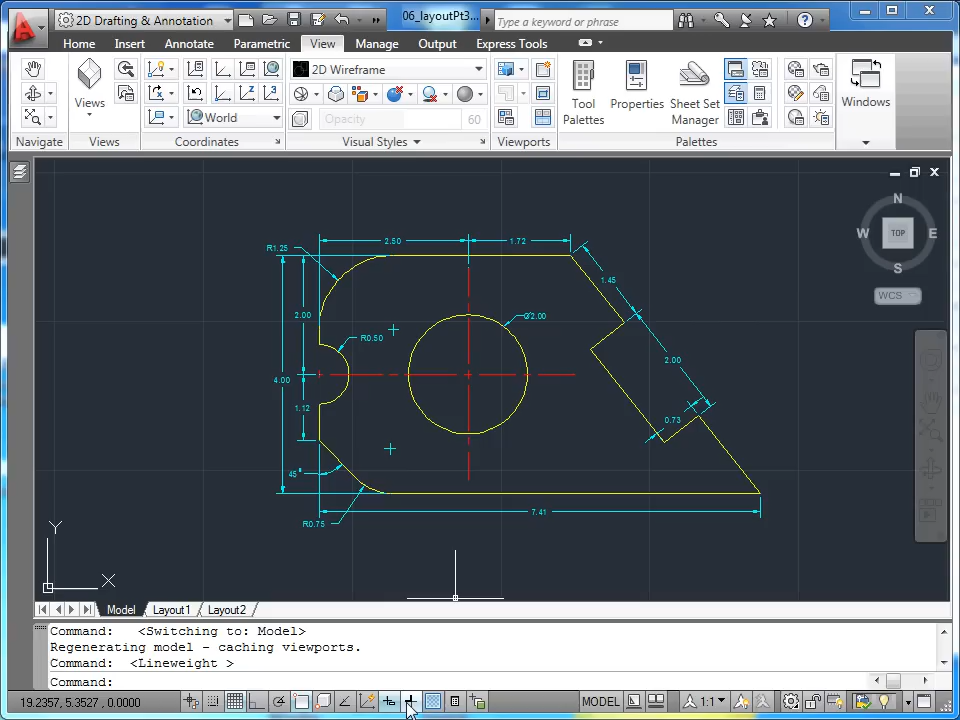 2D Drafting & Annotation
06_layoutPt3...
Type a keyword or phrase
Home Insert Annotate Parametric View Manage Output Express Tools
2D Wireframe
Views
World
Opacity 60
Tool Palettes
Properties
Sheet Set Manager
Windows
Navigate Views Coordinates Visual Styles Viewports Palettes
N
W TOP E
S
WCS
2.50 1.72
R1.25
1.45
2.00
Ø2.00
R0.50
2.00
4.00
1.12
0.73
45°
R0.75
7.41
Y
X
Model Layout1 Layout2
Command: <Switching to: Model>
Regenerating model - caching viewports.
Command: <Lineweight >
Command:
19.2357, 5.3527, 0.0000
MODEL
1:1